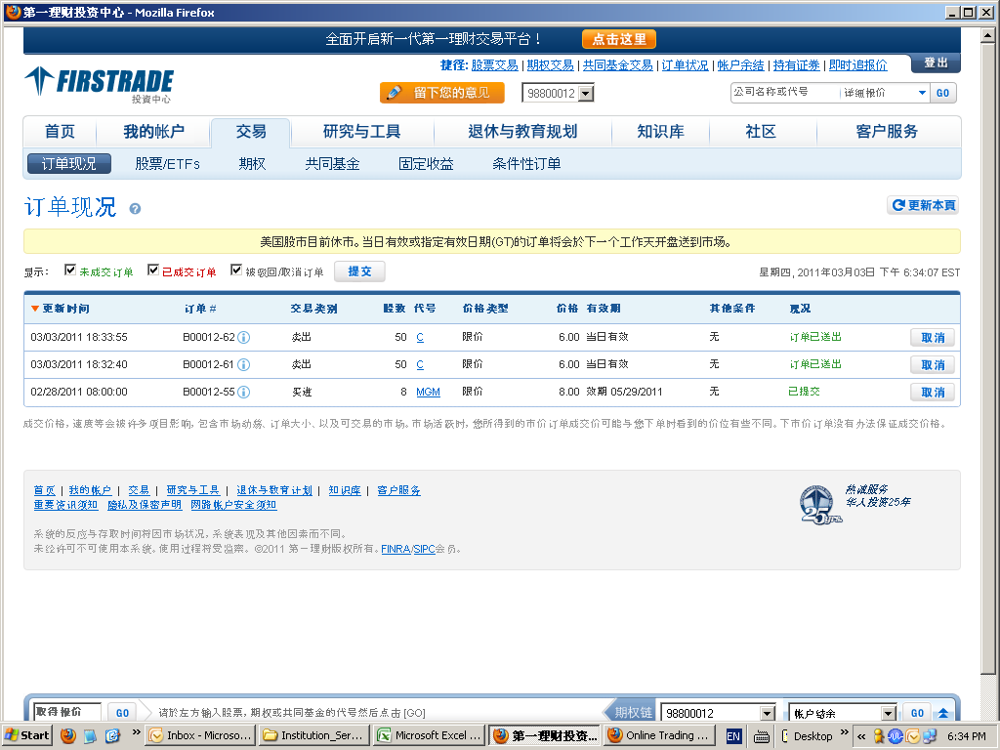 第一理财投资中心 - Mozilla Firefox
全面开启新一代第一理财交易平台！ 点击这里
捷径: 股票交易 | 期权交易 | 共同基金交易 | 订单状况 | 帐户余结 | 持有证券 | 即时追报价 登出
FIRSTRADE
投资中心
留下您的意见 98800012 公司名称或代号 详细报价 GO
首页 我的帐户 交易 研究与工具 退休与教育规划 知识库 社区 客户服务
订单现况 股票/ETFs 期权 共同基金 固定收益 条件性订单
订单现况 ? 更新本頁
美国股市目前休市。当日有效或指定有效日期(GT)的订单将会於下一个工作天开盘送到市场。
显示： 未成交订单 已成交订单 被驳回/取消订单 提交 星期四, 2011年03月03日 下午 6:34:07 EST
更新时间 订单 # 交易类别 股数 代号 价格类型 价格 有效期 其他条件 现况
03/03/2011 18:33:55 B00012-62 卖出 50 C 限价 6.00 当日有效 无 订单已送出 取消
03/03/2011 18:32:40 B00012-61 卖出 50 C 限价 6.00 当日有效 无 订单已送出 取消
02/28/2011 08:00:00 B00012-55 买进 8 MGM 限价 8.00 效期 05/29/2011 无 已提交 取消
成交价格，速度等会被许多项目影响，包含市场动荡、订单大小、以及可交易的市场。市场活跃时，您所得到的市价订单成交价可能与您下单时看到的价位有些不同。下市价订单没有办法保证成交价格。
首页 | 我的帐户 | 交易 | 研究与工具 | 退休与教育计划 | 知识库 | 客户服务
重要资讯须知 隐私及保密声明 网路帐户安全须知
热诚服务
华人投资25年
25yrs
系统的反应与存取时间将因市场状况，系统表现及其他因素而不同。
未经许可不可使用本系统。使用过程将受监察。©2011 第一理财版权所有。FINRA/SIPC会员。
取得报价 GO 请於左方输入股票，期权或共同基金的代号然后点击 [GO] 期权链 98800012 帐户结余 GO
Start Inbox - Microso... Institution_Ser... Microsoft Excel ... 第一理财投资... Online Trading ... EN Desktop 6:34 PM